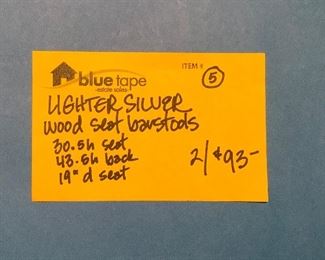 blue tape
-estate sales-
ITEM #
5
LIGHTER SILVER
wood seat barstools
30.5h seat
43.5h back
19" d seat
2/$93-